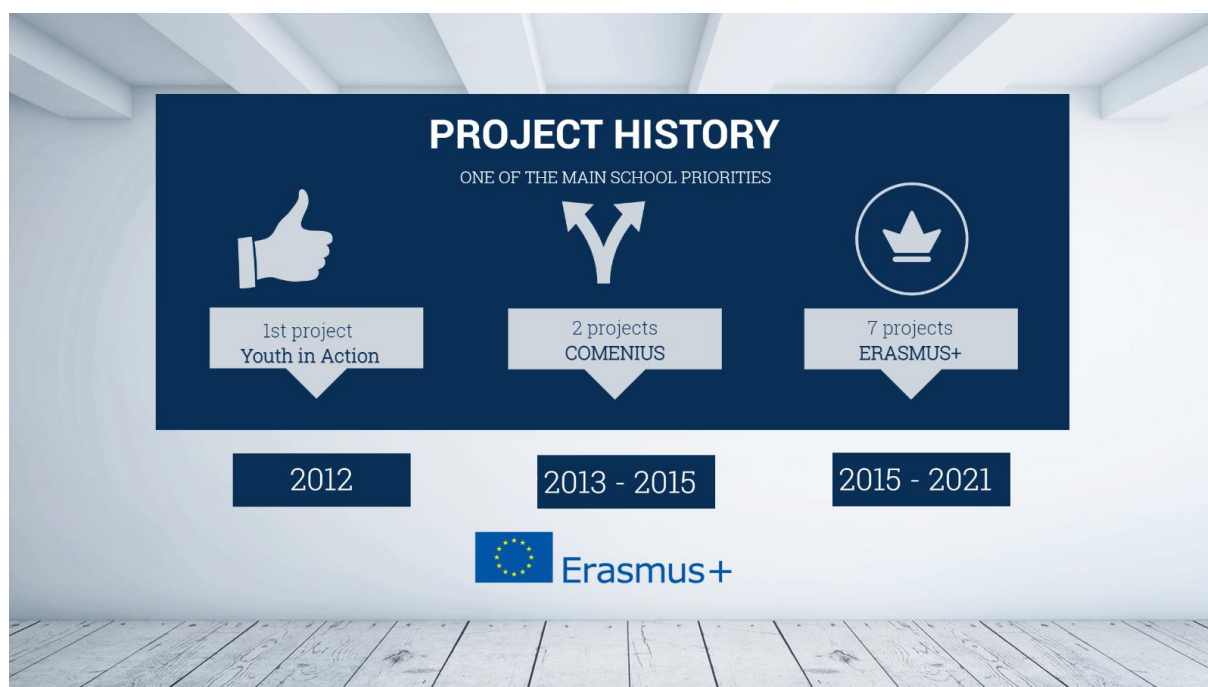 PROJECT HISTORY
ONE OF THE MAIN SCHOOL PRIORITIES
1st project
Youth in Action
2 projects
COMENIUS
7 projects
ERASMUS+
2012
2013 - 2015
2015 - 2021
Erasmus+